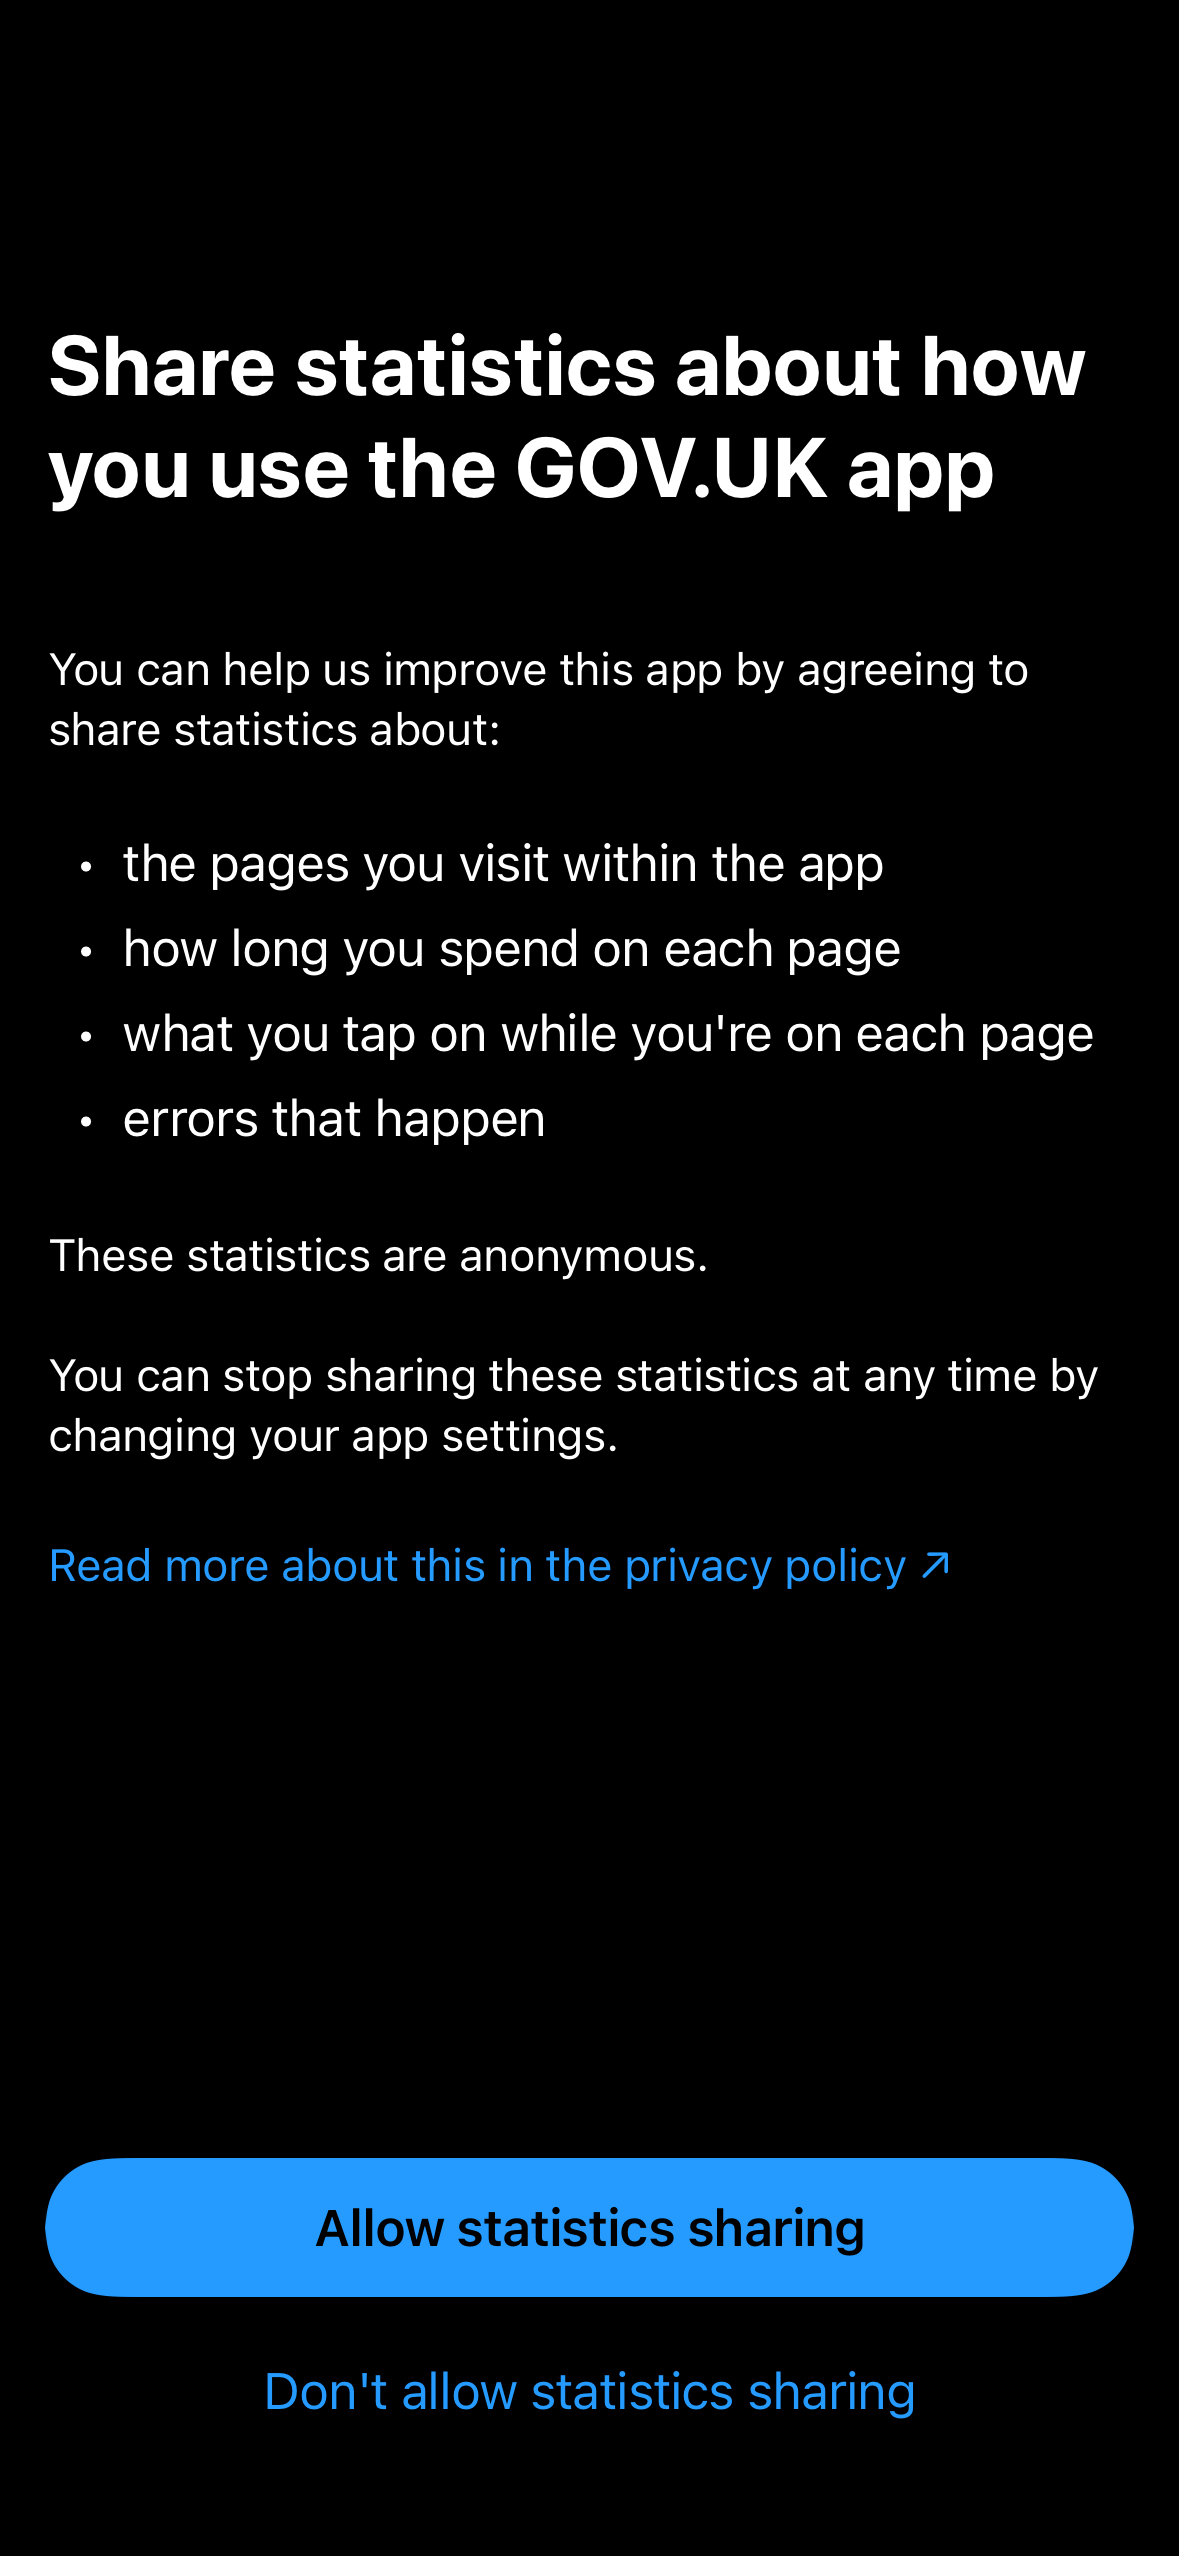 Share statistics about how
you use the GOV.UK app
You can help us improve this app by agreeing to
share statistics about:
• the pages you visit within the app
• how long you spend on each page
• what you tap on while you're on each page
• errors that happen
These statistics are anonymous.
You can stop sharing these statistics at any time by
changing your app settings.
Read more about this in the privacy policy ↗
Allow statistics sharing
Don't allow statistics sharing